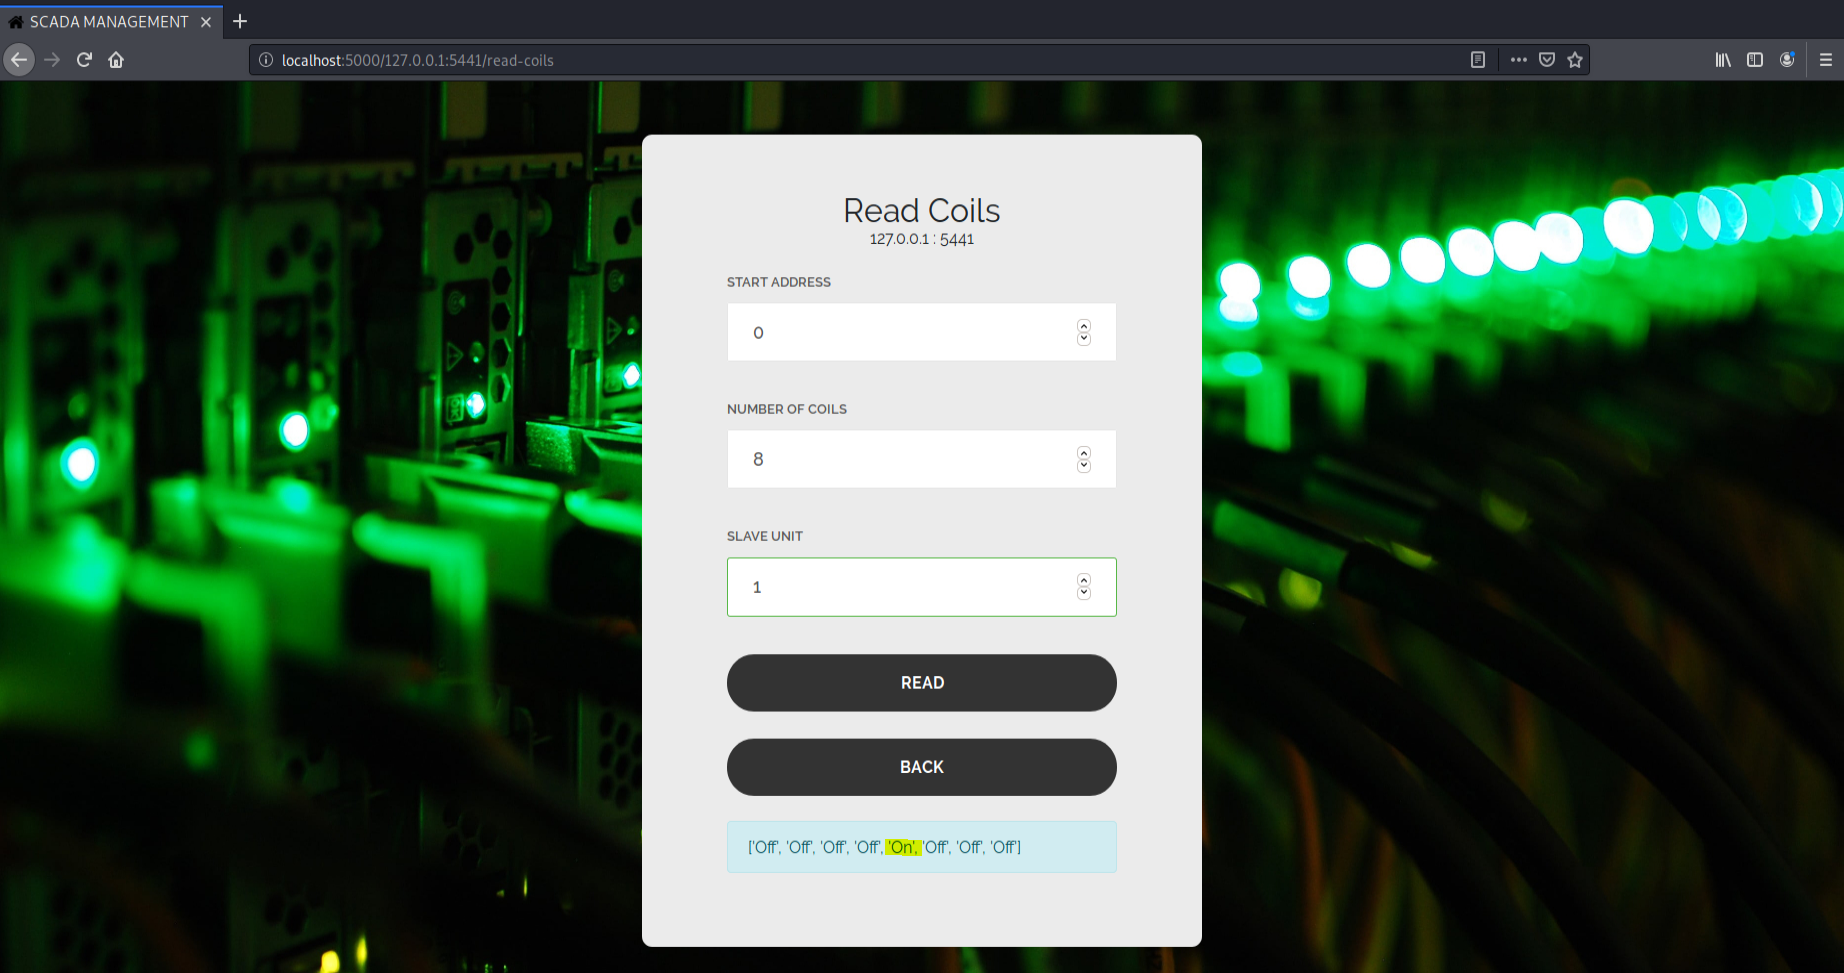 SCADA MANAGEMENT
localhost:5000/127.0.0.1:5441/read-coils
Read Coils
127.0.0.1 : 5441
START ADDRESS
0
NUMBER OF COILS
8
SLAVE UNIT
1
READ
BACK
['Off', 'Off', 'Off', 'Off', 'On', 'Off', 'Off', 'Off']